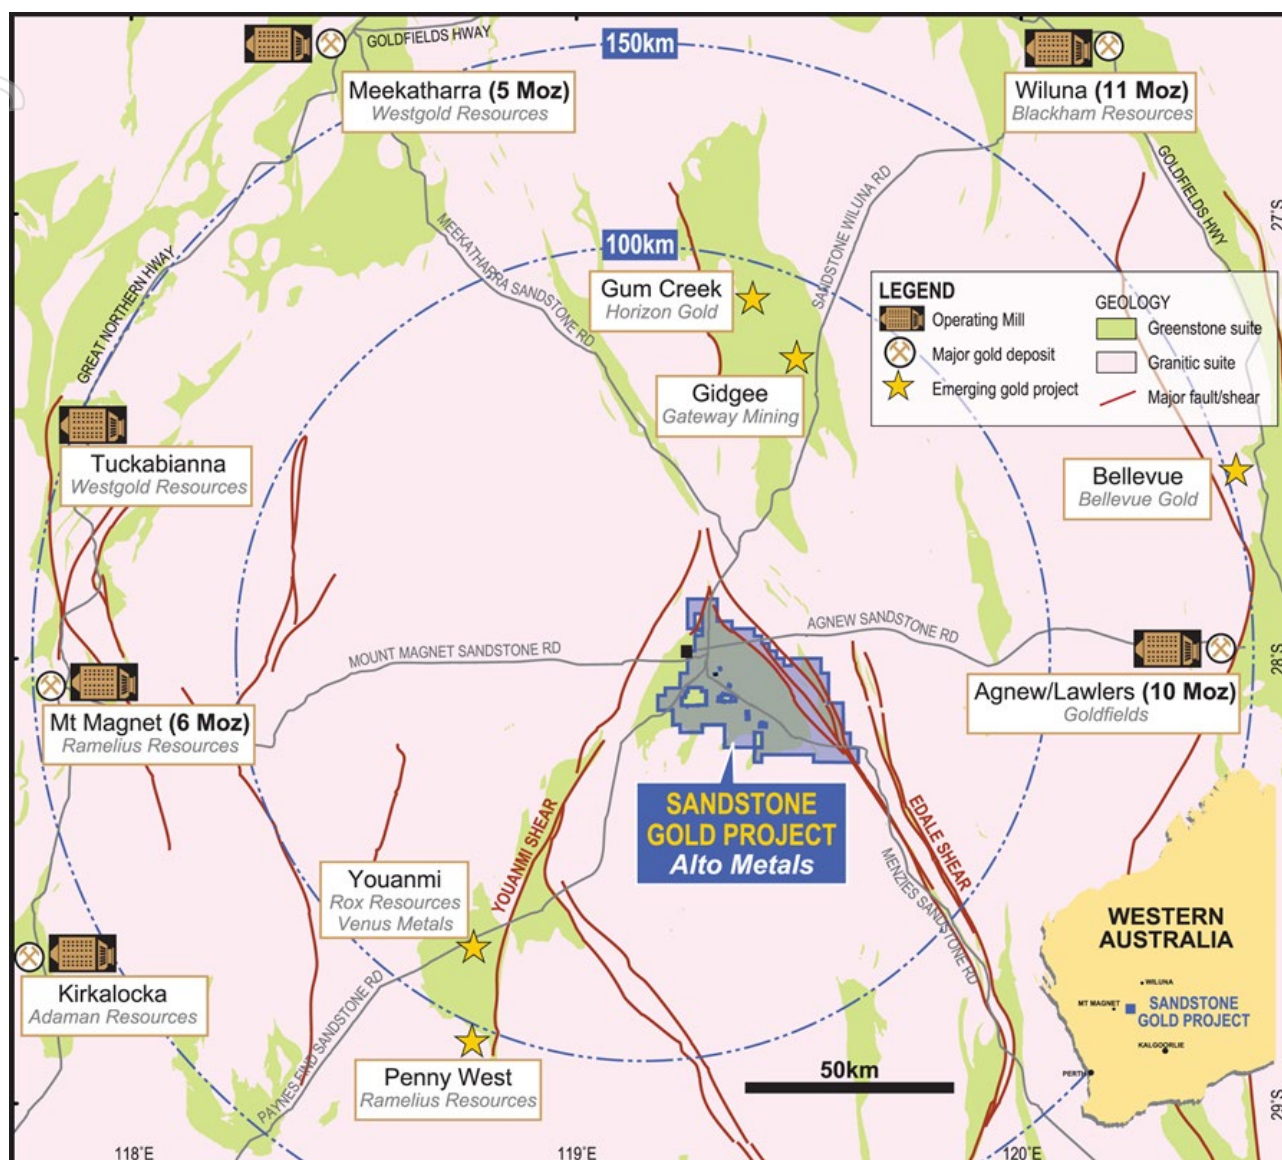 GOLDFIELDS HWAY
150km
Meekatharra (5 Moz)
Westgold Resources
Wiluna (11 Moz)
Blackham Resources
GOLDFIELDS HWY
27°S
SANDSTONE WILUNA RD
MEEKATHARRA SANDSTONE RD
GREAT NORTHERN HWAY
100km
Gum Creek
Horizon Gold
Gidgee
Gateway Mining
LEGEND
Operating Mill
Major gold deposit
Emerging gold project
GEOLOGY
Greenstone suite
Granitic suite
Major fault/shear
Tuckabianna
Westgold Resources
Bellevue
Bellevue Gold
MOUNT MAGNET SANDSTONE RD
AGNEW SANDSTONE RD
28°S
Mt Magnet (6 Moz)
Ramelius Resources
Agnew/Lawlers (10 Moz)
Goldfields
SANDSTONE
GOLD PROJECT
Alto Metals
YOUANMI SHEAR
EDALE SHEAR
MENZIES SANDSTONE RD
Youanmi
Rox Resources
Venus Metals
Kirkalocka
Adaman Resources
PAYNES FIND SANDSTONE RD
Penny West
Ramelius Resources
50km
WESTERN
AUSTRALIA
WILUNA
MT MAGNET
SANDSTONE
GOLD PROJECT
KALGOORLIE
PERTH
29°S
118°E
119°E
120°E